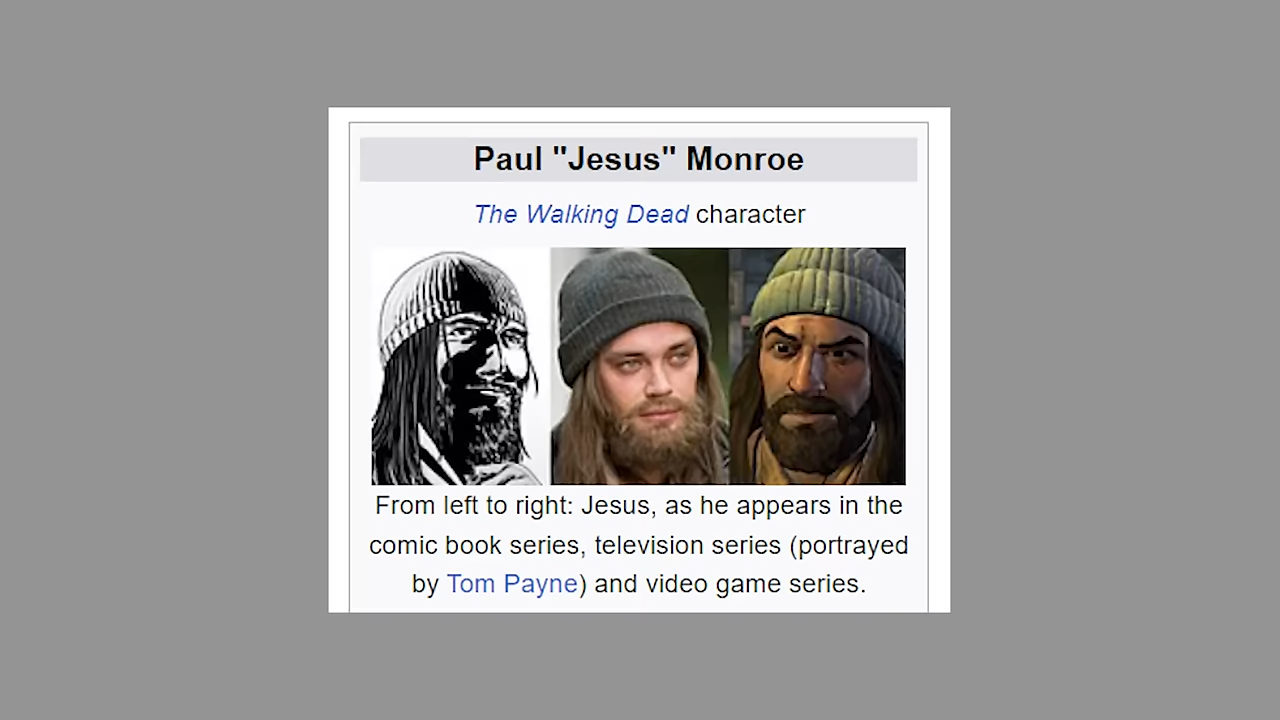 Paul "Jesus" Monroe
The Walking Dead character
From left to right: Jesus, as he appears in the
comic book series, television series (portrayed
by Tom Payne) and video game series.